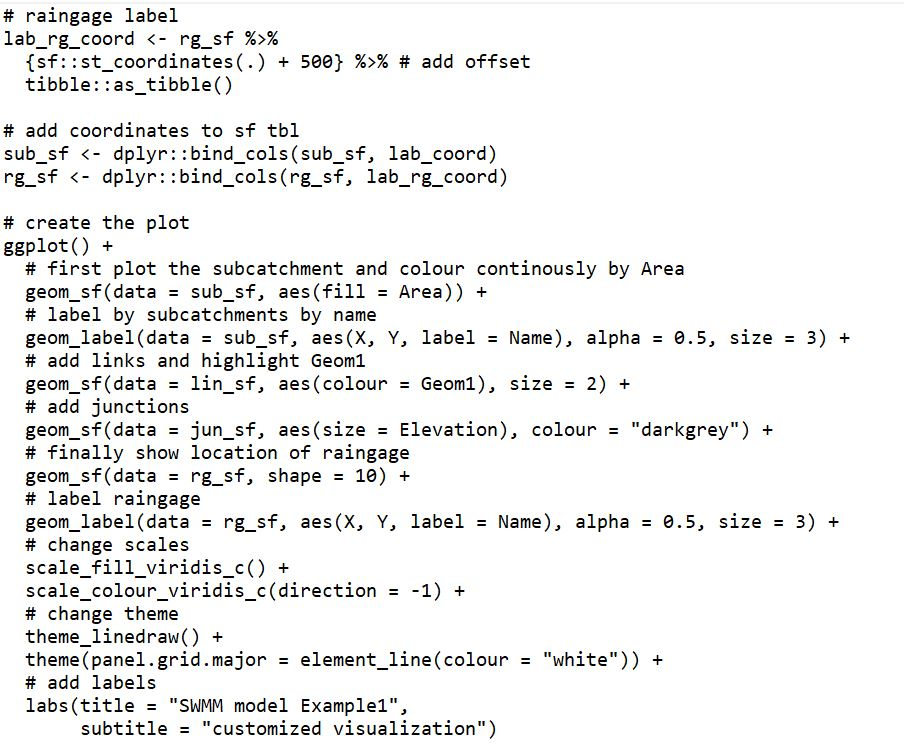 # raingage label
lab_rg_coord <- rg_sf %>%
  {sf::st_coordinates(.) + 500} %>% # add offset
  tibble::as_tibble()

# add coordinates to sf tbl
sub_sf <- dplyr::bind_cols(sub_sf, lab_coord)
rg_sf <- dplyr::bind_cols(rg_sf, lab_rg_coord)

# create the plot
ggplot() +
  # first plot the subcatchment and colour continously by Area
  geom_sf(data = sub_sf, aes(fill = Area)) +
  # label by subcatchments by name
  geom_label(data = sub_sf, aes(X, Y, label = Name), alpha = 0.5, size = 3) +
  # add links and highlight Geom1
  geom_sf(data = lin_sf, aes(colour = Geom1), size = 2) +
  # add junctions
  geom_sf(data = jun_sf, aes(size = Elevation), colour = "darkgrey") +
  # finally show location of raingage
  geom_sf(data = rg_sf, shape = 10) +
  # label raingage
  geom_label(data = rg_sf, aes(X, Y, label = Name), alpha = 0.5, size = 3) +
  # change scales
  scale_fill_viridis_c() +
  scale_colour_viridis_c(direction = -1) +
  # change theme
  theme_linedraw() +
  theme(panel.grid.major = element_line(colour = "white")) +
  # add labels
  labs(title = "SWMM model Example1",
       subtitle = "customized visualization")